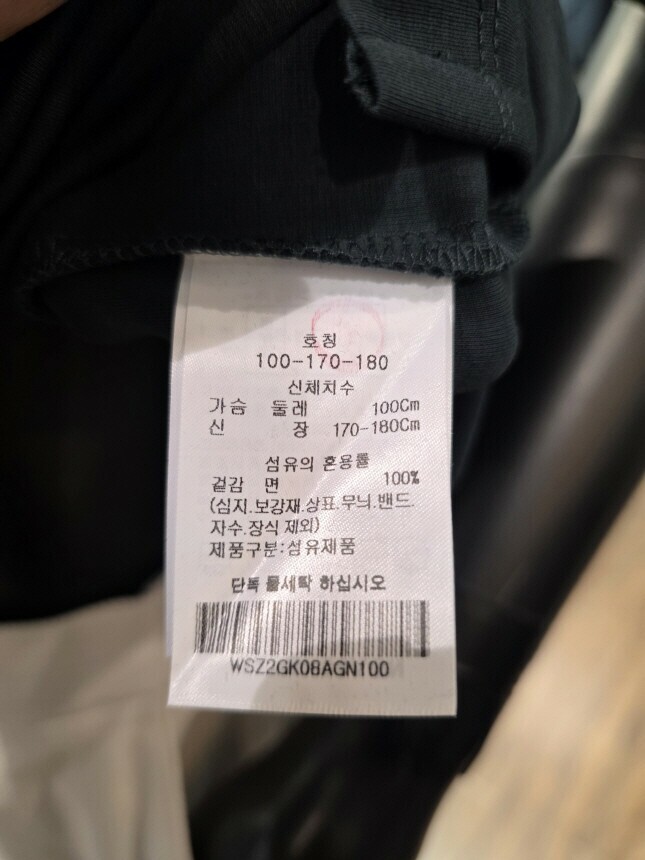 호칭
100-170-180
신체치수
가슴 둘레 100Cm
신 장 170-180Cm
섬유의 혼용률
겉감 면 100%
(심지.보강재.상표.무늬.밴드.
자수.장식 제외)
제품구분:섬유제품
단독 물세탁 하십시오
WSZ2GK08AGN100